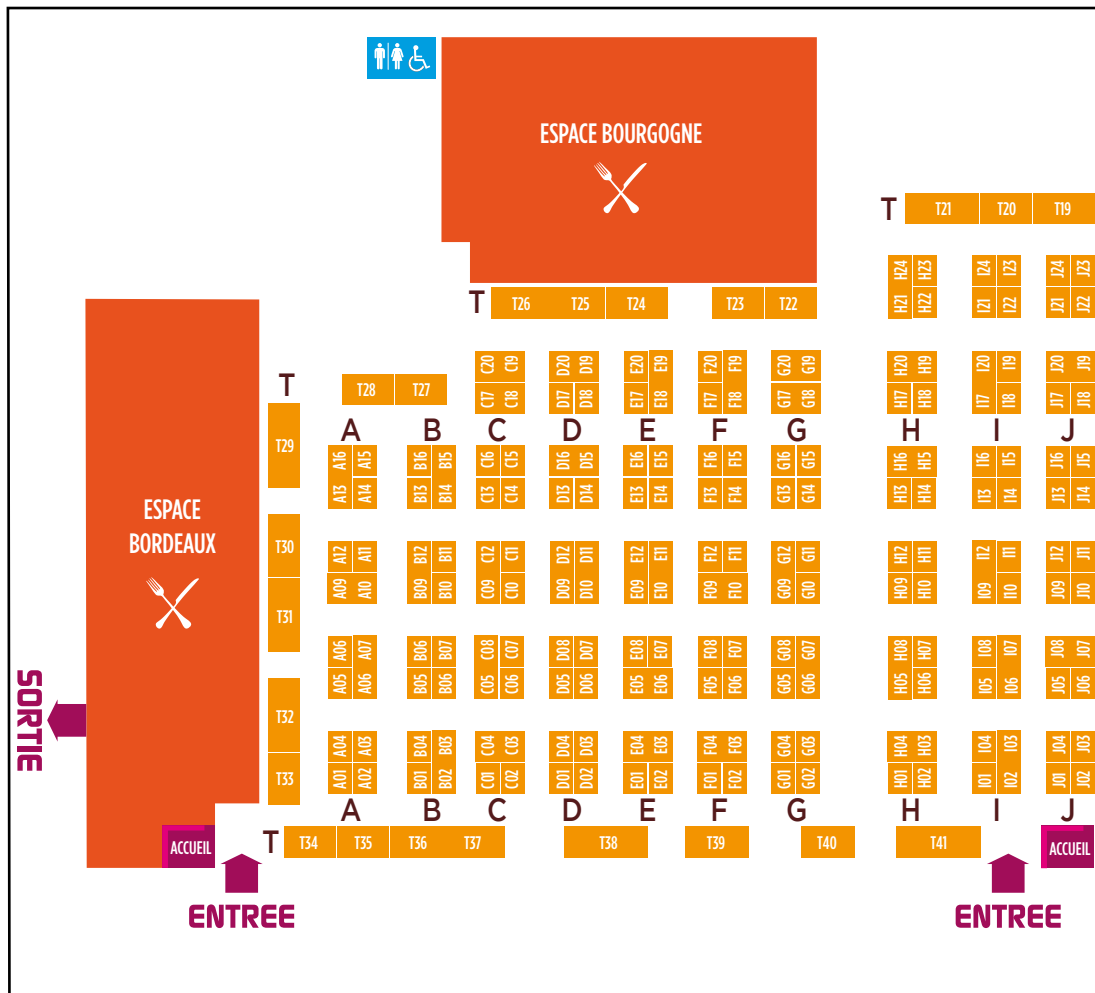 ESPACE BOURGOGNE
T T21 T20 T19
H24 H23 I24 I23 J24 J23
H21 H22 I21 I22 J21 J22
T T26 T25 T24 T23 T22
C20 C19 D20 D19 E20 E19 F20 F19 G20 G19 H20 H19 I20 I19 J20 J19
T T28 T27
C17 C18 D17 D18 E17 E18 F17 F18 G17 G18 H17 H18 I17 I18 J17 J18
A B C D E F G H I J
T29
A16 A15 B16 B15 C16 C15 D16 D15 E16 E15 F16 F15 G16 G15 H16 H15 I16 I15 J16 J15
A13 A14 B13 B14 C13 C14 D13 D14 E13 E14 F13 F14 G13 G14 H13 H14 I13 I14 J13 J14
ESPACE
BORDEAUX
T30
A12 A11 B12 B11 C12 C11 D12 D11 E12 E11 F12 F11 G12 G11 H12 H11 I12 I11 J12 J11
A09 A10 B09 B10 C09 C10 D09 D10 E09 E10 F09 F10 G09 G10 H09 H10 I09 I10 J09 J10
T31
A06 A07 B06 B07 C08 C07 D08 D07 E08 E07 F08 F07 G08 G07 H08 H07 I08 I07 J08 J07
A05 A06 B05 B06 C05 C06 D05 D06 E05 E06 F05 F06 G05 G06 H05 H06 I05 I06 J05 J06
SORTIE
T32
A04 A03 B04 B03 C04 C03 D04 D03 E04 E03 F04 F03 G04 G03 H04 H03 I04 I03 J04 J03
T33
A01 A02 B01 B02 C01 C02 D01 D02 E01 E02 F01 F02 G01 G02 H01 H02 I01 I02 J01 J02
A B C D E F G H I J
ACCUEIL T T34 T35 T36 T37 T38 T39 T40 T41 ACCUEIL
ENTREE ENTREE